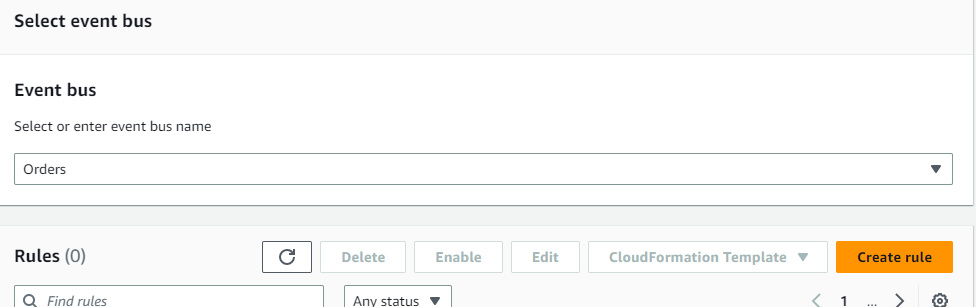 Select event bus
Event bus
Select or enter event bus name
Orders
Rules (0)
Delete
Enable
Edit
CloudFormation Template
Create rule
Find rules
Any status
1
...